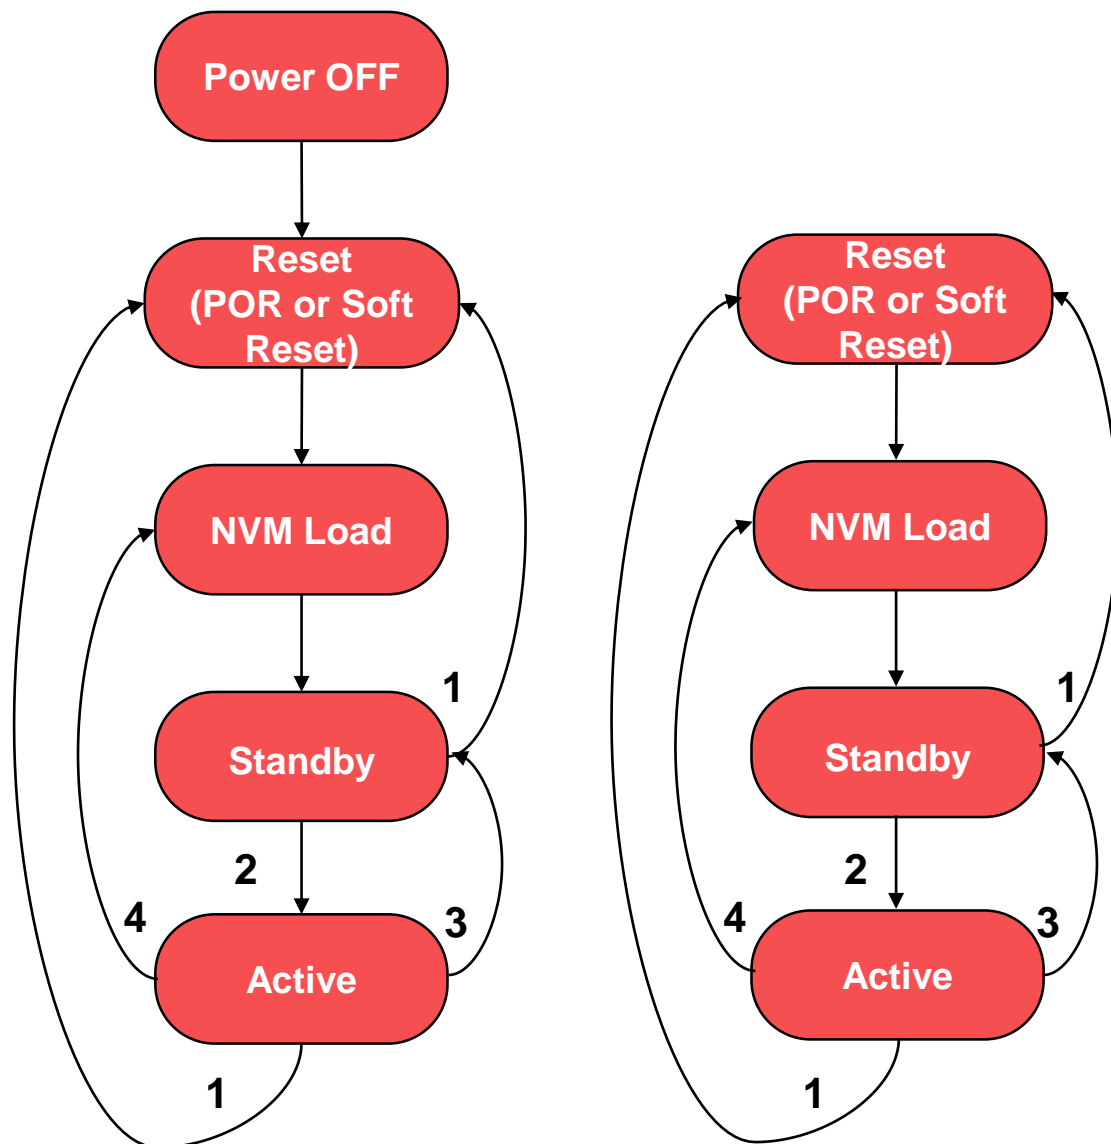 Power OFF
Reset
(POR or Soft
Reset)
NVM Load
1
Standby
2
4
3
Active
1
Reset
(POR or Soft
Reset)
NVM Load
1
Standby
2
4
3
Active
1